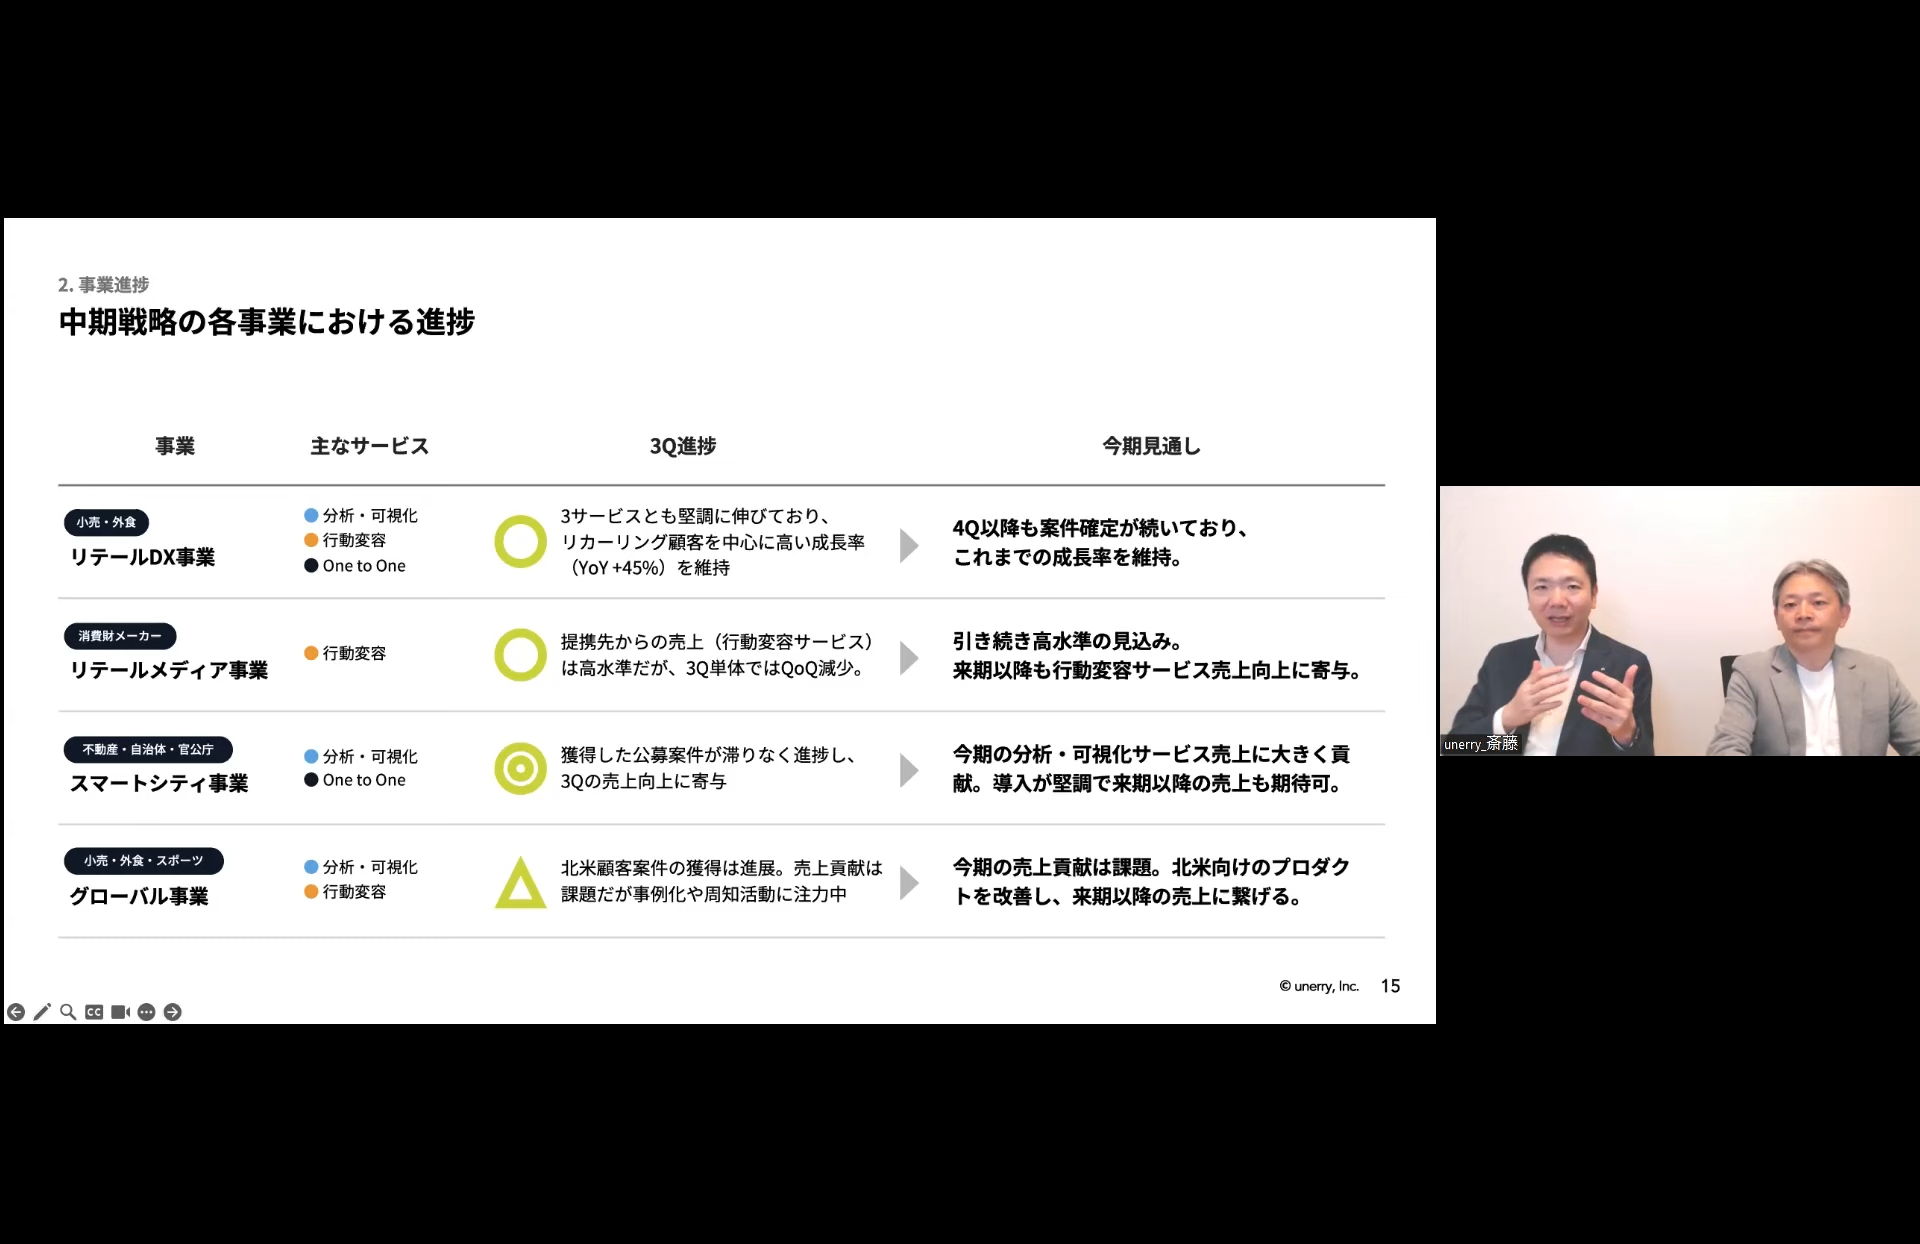 2. 事業進捗
中期戦略の各事業における進捗
事業
主なサービス
3Q進捗
今期見通し
小売・外食
リテールDX事業
分析・可視化
行動変容
One to One
3サービスとも堅調に伸びており、
リカーリング顧客を中心に高い成長率
（YoY +45%）を維持
4Q以降も案件確定が続いており、
これまでの成長率を維持。
消費財メーカー
リテールメディア事業
行動変容
提携先からの売上（行動変容サービス）
は高水準だが、3Q単体ではQoQ減少。
引き続き高水準の見込み。
来期以降も行動変容サービス売上向上に寄与。
不動産・自治体・官公庁
スマートシティ事業
分析・可視化
One to One
獲得した公募案件が滞りなく進捗し、
3Qの売上向上に寄与
今期の分析・可視化サービス売上に大きく貢
献。導入が堅調で来期以降の売上も期待可。
小売・外食・スポーツ
グローバル事業
分析・可視化
行動変容
北米顧客案件の獲得は進展。売上貢献は
課題だが事例化や周知活動に注力中
今期の売上貢献は課題。北米向けのプロダク
トを改善し、来期以降の売上に繋げる。
© unerry, Inc.
15
CC
unerry_斎藤